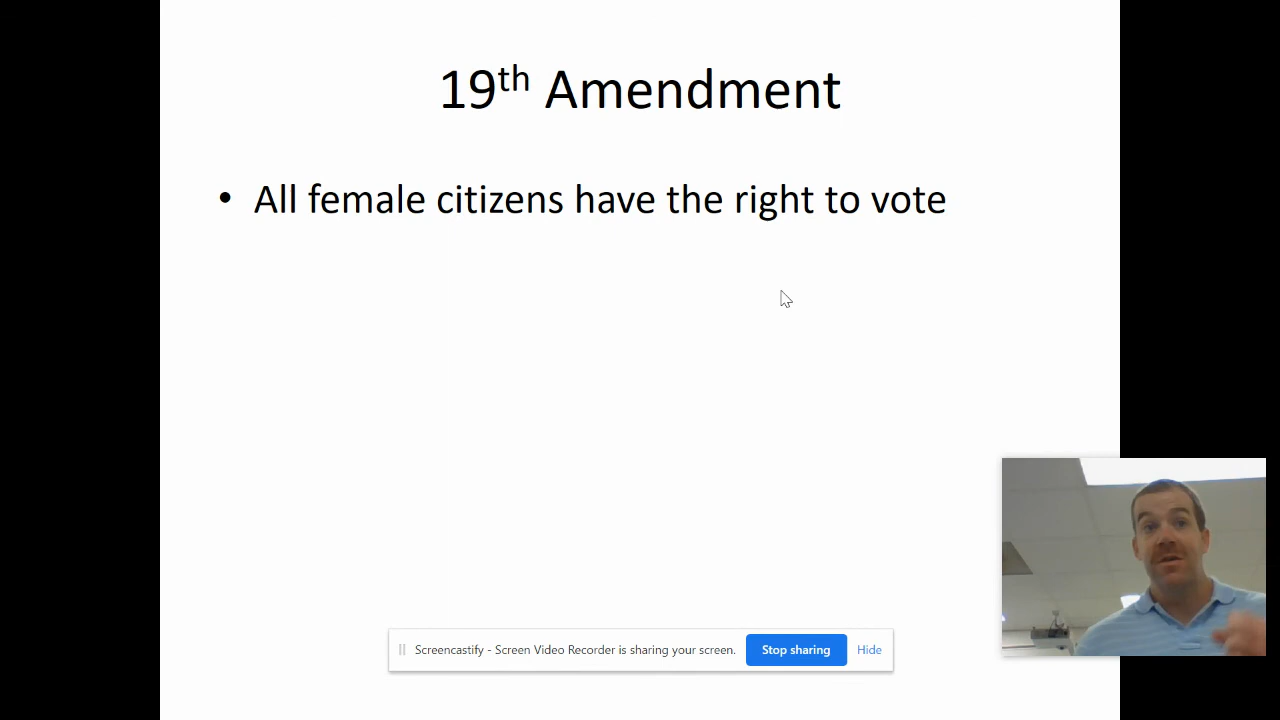 19th Amendment
• All female citizens have the right to vote
Screencastify - Screen Video Recorder is sharing your screen. Stop sharing Hide